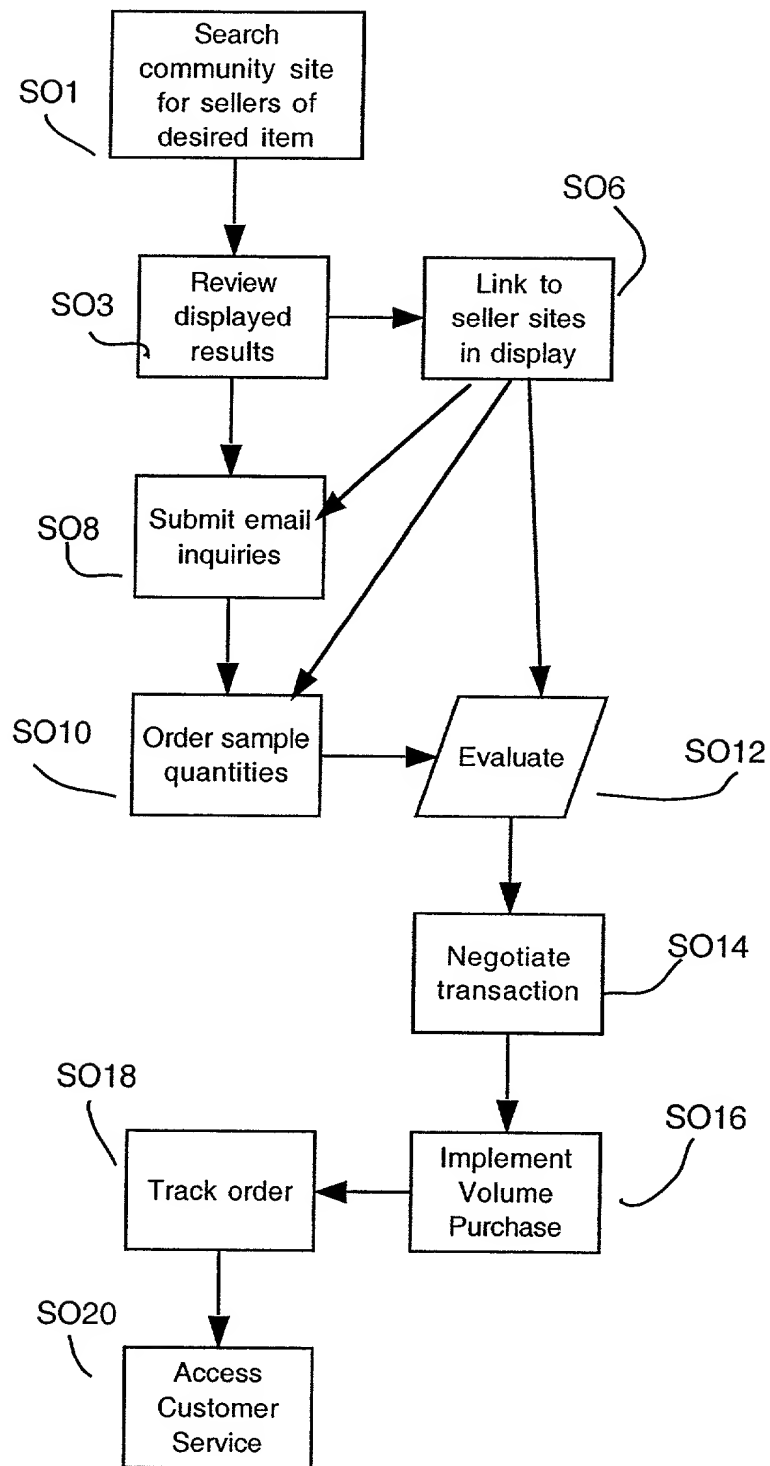 Search
community site
for sellers of
desired item
SO1
SO6
Review
displayed
results
SO3
Link to
seller sites
in display
Submit email
inquiries
SO8
Order sample
quantities
SO10
Evaluate
SO12
Negotiate
transaction
SO14
SO18
Track order
Implement
Volume
Purchase
SO16
SO20
Access
Customer
Service